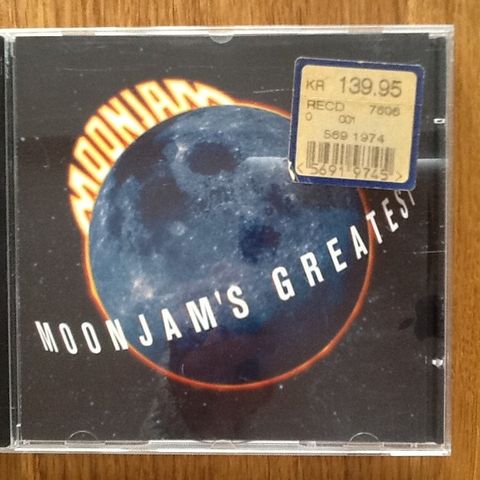 MOONJAM
KR 139.95
RECD 7606
0 001
569 1974
<5691 9745>
MOONJAM'S GREATEST